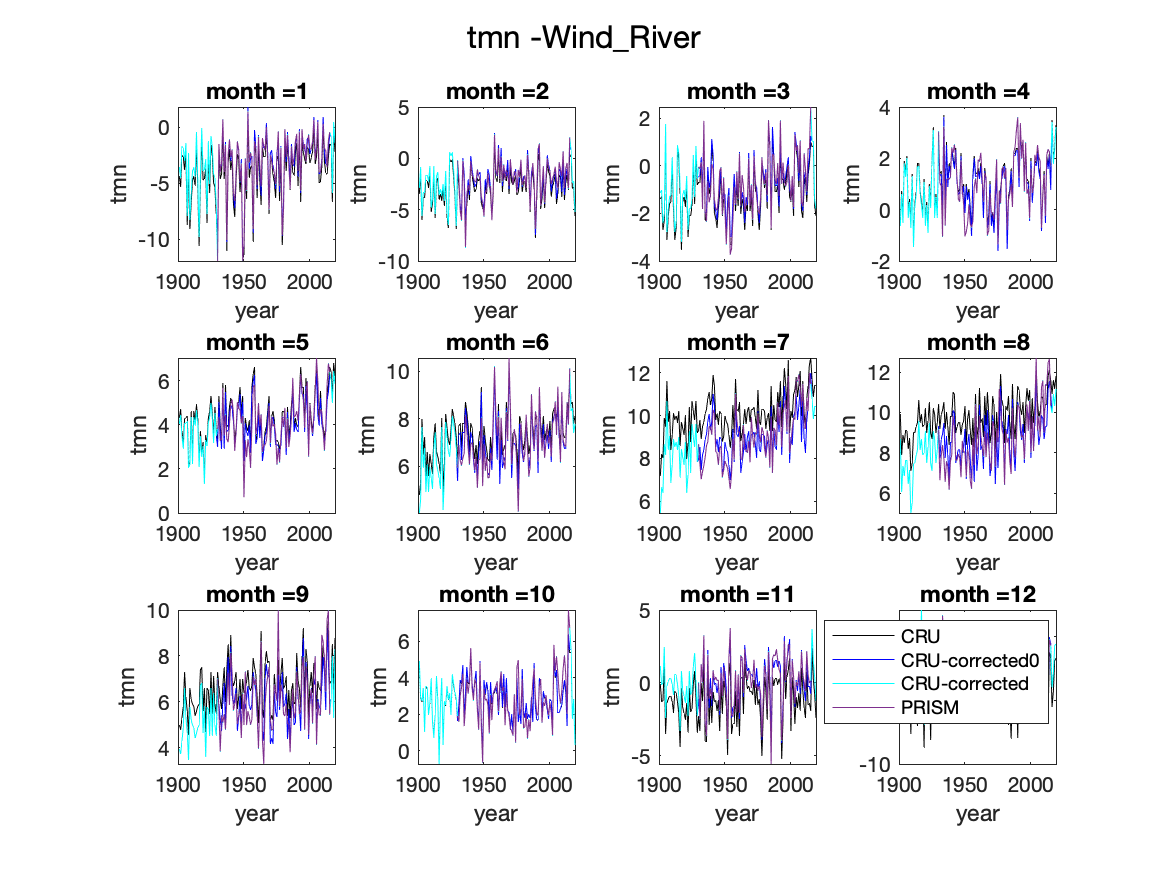 tmn -Wind_River
month =1
0
-5
-10
tmn
1900 1950 2000
year
month =2
5
0
-5
-10
tmn
1900 1950 2000
year
month =3
2
0
-2
-4
tmn
1900 1950 2000
year
month =4
4
2
0
-2
tmn
1900 1950 2000
year
month =5
6
4
2
0
tmn
1900 1950 2000
year
month =6
10
8
6
tmn
1900 1950 2000
year
month =7
12
10
8
6
tmn
1900 1950 2000
year
month =8
12
10
8
6
tmn
1900 1950 2000
year
month =9
10
8
6
4
tmn
1900 1950 2000
year
month =10
6
4
2
0
tmn
1900 1950 2000
year
month =11
5
0
-5
tmn
1900 1950 2000
year
month =12
CRU
CRU-corrected0
CRU-corrected
PRISM
-10
1900 1950 2000
year